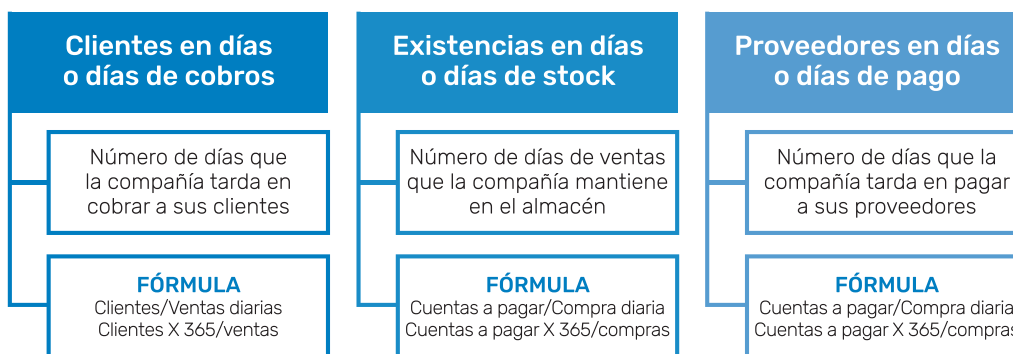 Clientes en días
o días de cobros
Número de días que
la compañía tarda en
cobrar a sus clientes
FÓRMULA
Clientes/Ventas diarias
Clientes X 365/ventas
Existencias en días
o días de stock
Número de días de ventas
que la compañía mantiene
en el almacén
FÓRMULA
Cuentas a pagar/Compra diaria
Cuentas a pagar X 365/compras
Proveedores en días
o días de pago
Número de días que la
compañía tarda en pagar
a sus proveedores
FÓRMULA
Cuentas a pagar/Compra diaria
Cuentas a pagar X 365/compras